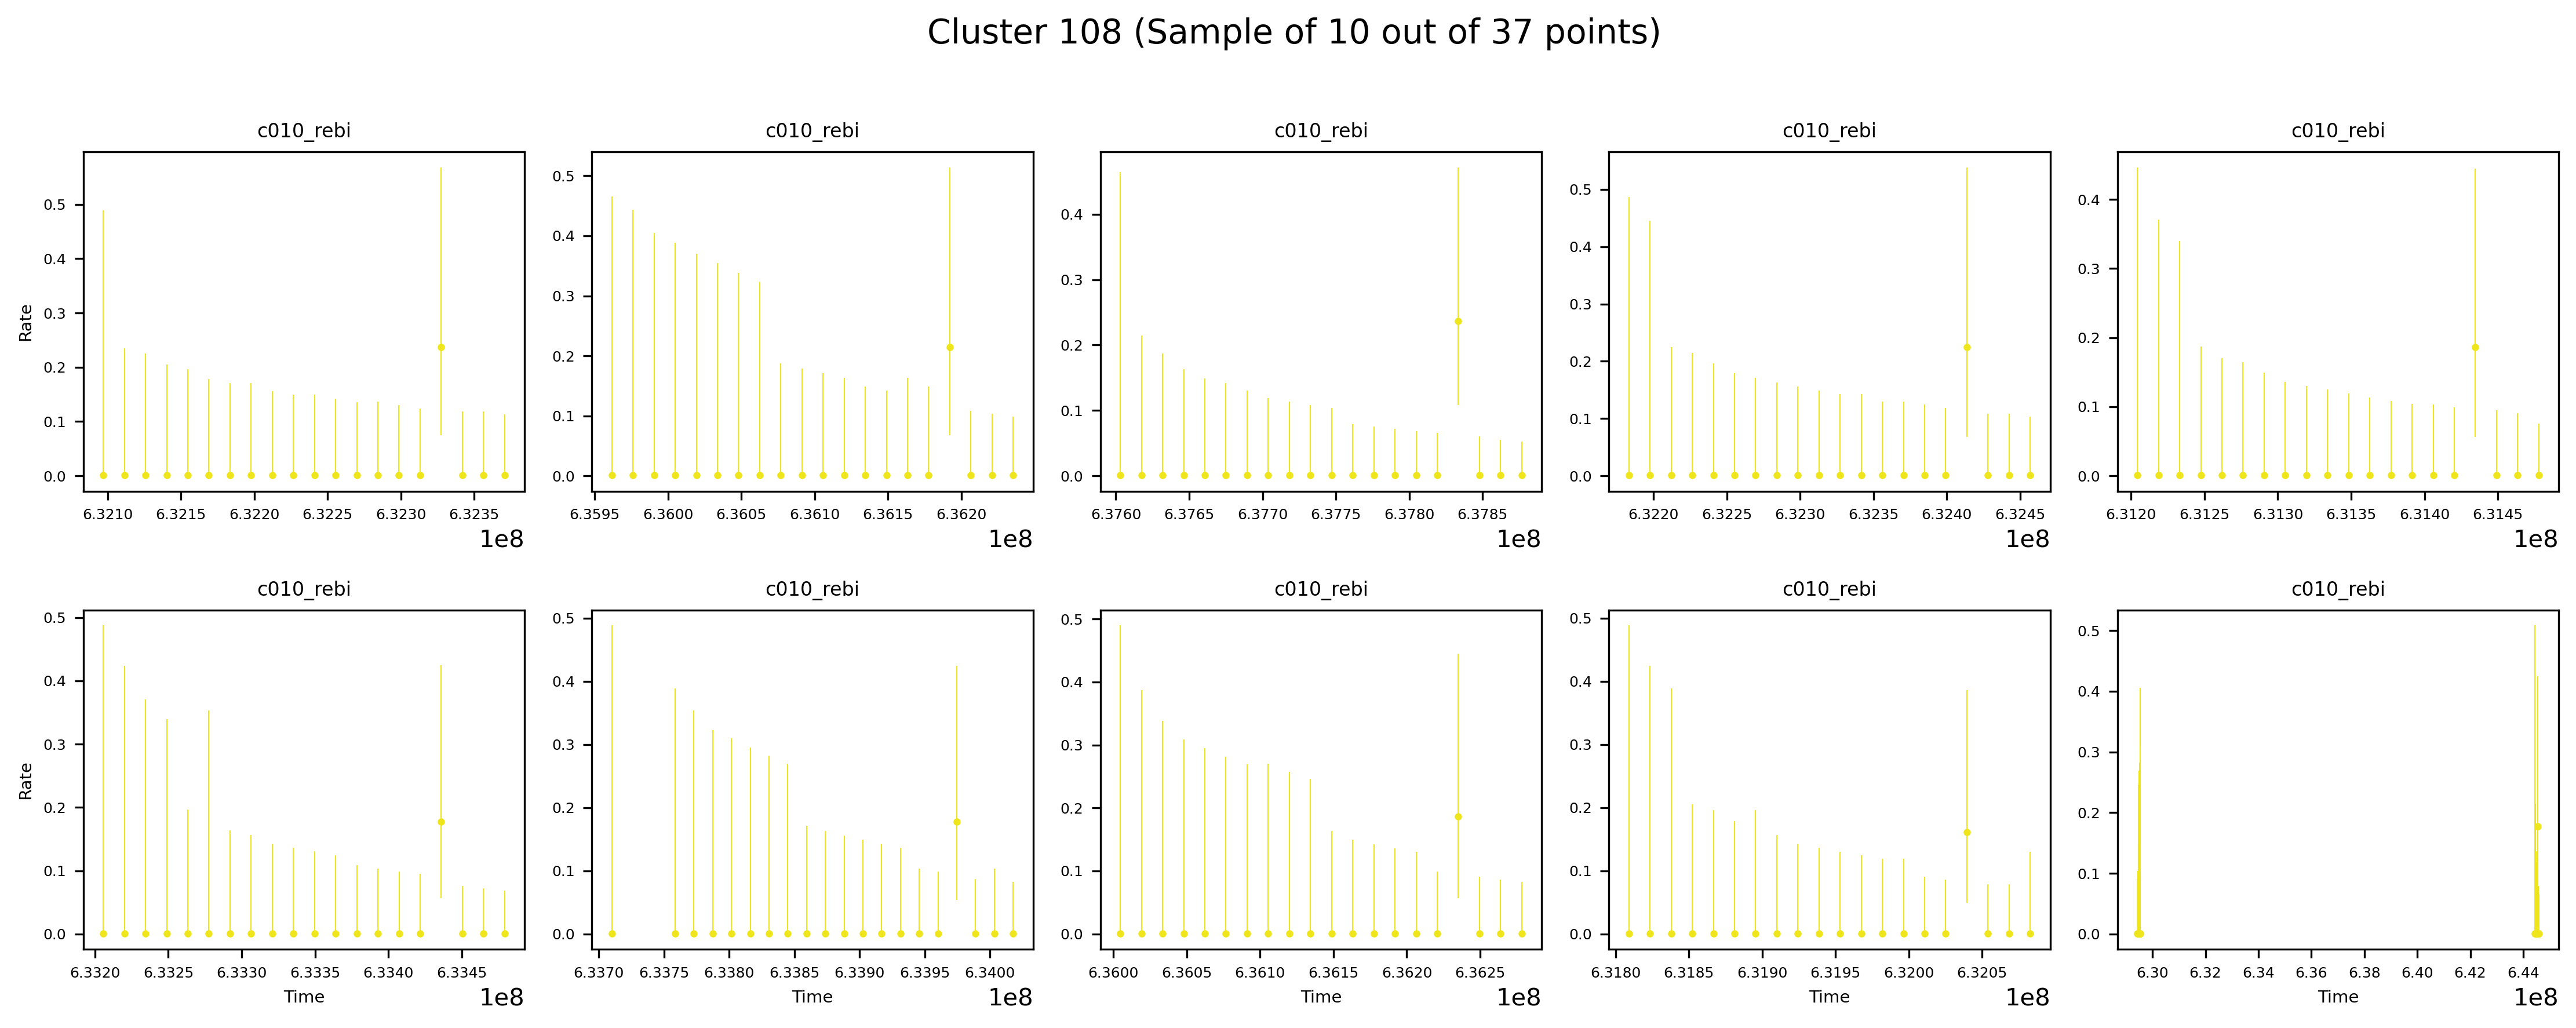 Cluster 108 (Sample of 10 out of 37 points)
c010_rebi c010_rebi c010_rebi c010_rebi c010_rebi
Rate
0.5 0.4 0.3 0.2 0.1 0.0
6.3210 6.3215 6.3220 6.3225 6.3230 6.3235
1e8
0.5 0.4 0.3 0.2 0.1 0.0
6.3595 6.3600 6.3605 6.3610 6.3615 6.3620
1e8
0.4 0.3 0.2 0.1 0.0
6.3760 6.3765 6.3770 6.3775 6.3780 6.3785
1e8
0.5 0.4 0.3 0.2 0.1 0.0
6.3220 6.3225 6.3230 6.3235 6.3240 6.3245
1e8
0.4 0.3 0.2 0.1 0.0
6.3120 6.3125 6.3130 6.3135 6.3140 6.3145
1e8
c010_rebi c010_rebi c010_rebi c010_rebi c010_rebi
Rate
0.5 0.4 0.3 0.2 0.1 0.0
6.3320 6.3325 6.3330 6.3335 6.3340 6.3345
Time 1e8
0.5 0.4 0.3 0.2 0.1 0.0
6.3370 6.3375 6.3380 6.3385 6.3390 6.3395 6.3400
Time 1e8
0.5 0.4 0.3 0.2 0.1 0.0
6.3600 6.3605 6.3610 6.3615 6.3620 6.3625
Time 1e8
0.5 0.4 0.3 0.2 0.1 0.0
6.3180 6.3185 6.3190 6.3195 6.3200 6.3205
Time 1e8
0.5 0.4 0.3 0.2 0.1 0.0
6.30 6.32 6.34 6.36 6.38 6.40 6.42 6.44
Time 1e8